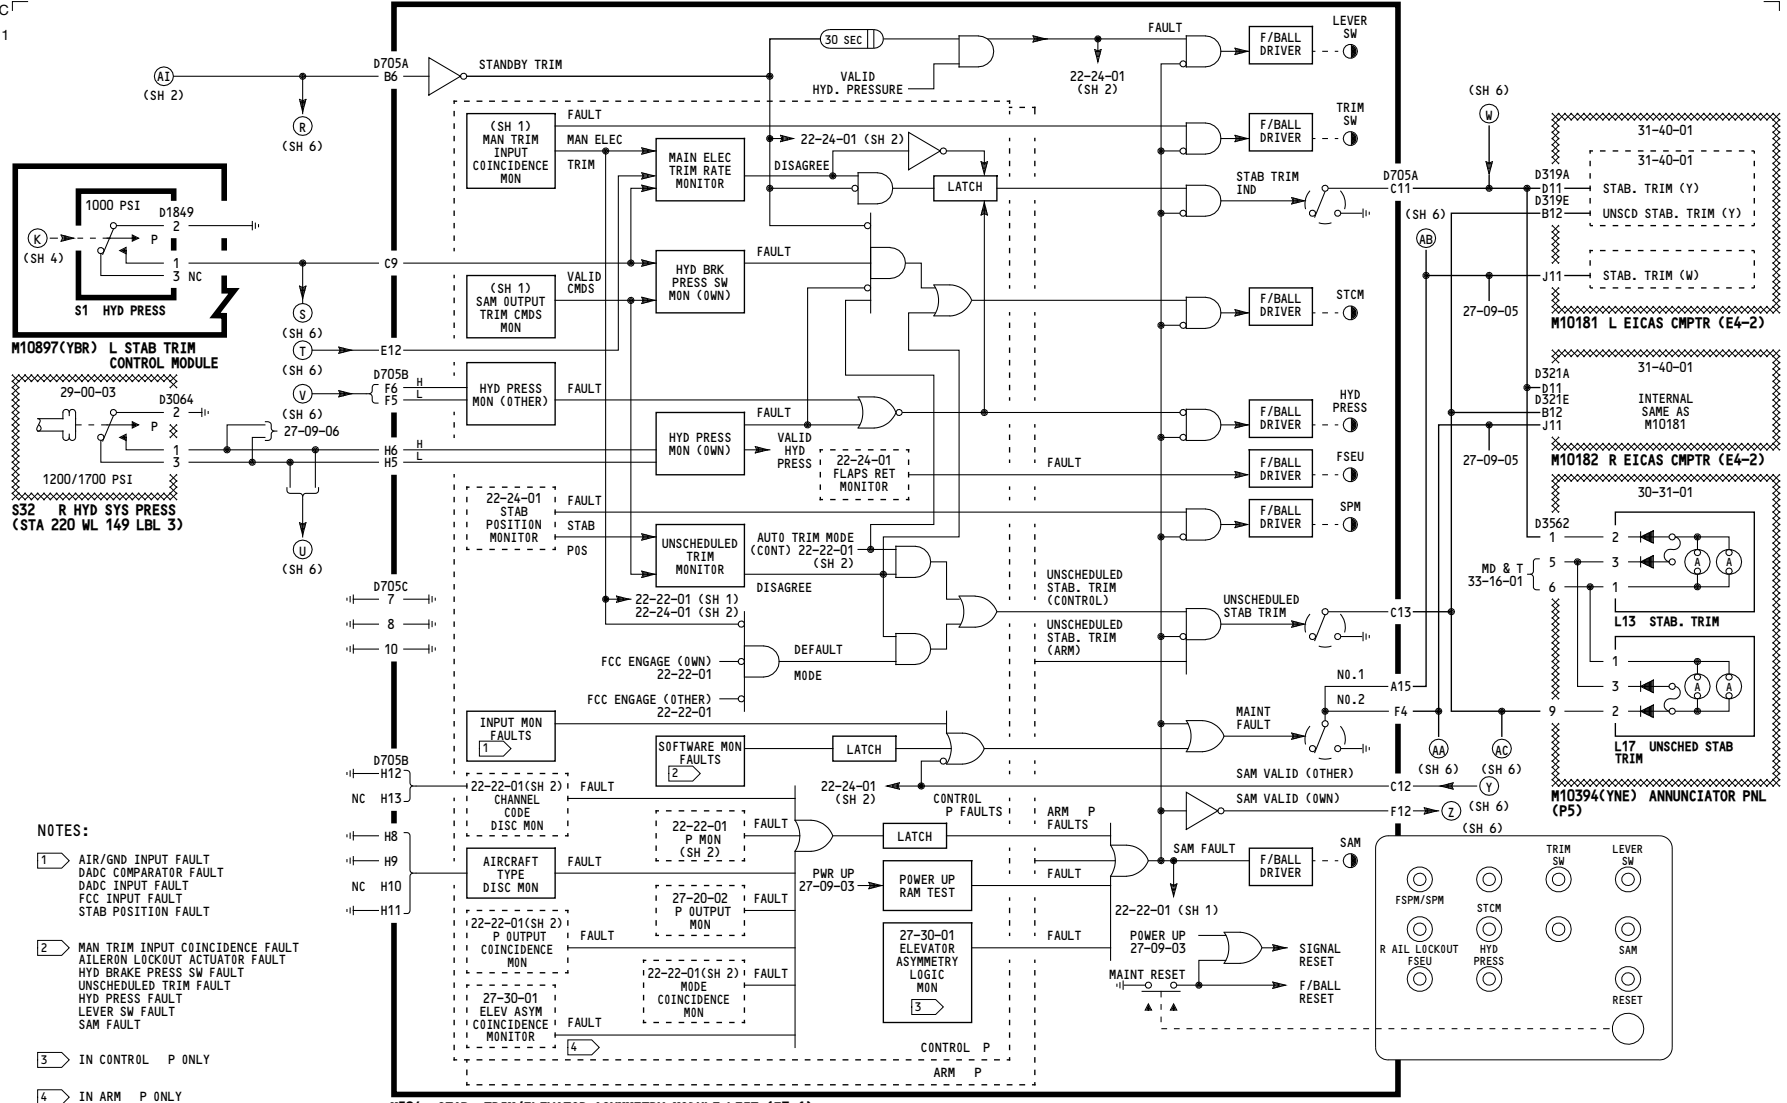 C
1
AI
(SH 2)
R
(SH 6)
D705A
B6
STANDBY TRIM
30 SEC
VALID
HYD. PRESSURE
22-24-01
(SH 2)
FAULT
F/BALL
DRIVER
LEVER
SW
(SH 1)
MAN TRIM
INPUT
COINCIDENCE
MON
FAULT
MAN ELEC
TRIM
MAIN ELEC
TRIM RATE
MONITOR
22-24-01 (SH 2)
DISAGREE
LATCH
F/BALL
DRIVER
TRIM
SW
STAB TRIM
IND
D705A
C11
(SH 6)
W
(SH 6)
AB
31-40-01
31-40-01
D319A
D11
D319E
B12
STAB. TRIM (Y)
UNSCD STAB. TRIM (Y)
J11
STAB. TRIM (W)
27-09-05
M10181 L EICAS CMPTR (E4-2)
1000 PSI
D1849
2
P
1
3 NC
K
(SH 4)
S1 HYD PRESS
M10897(YBR) L STAB TRIM
CONTROL MODULE
C9
S
(SH 6)
T
(SH 6)
E12
(SH 1)
SAM OUTPUT
TRIM CMDS
MON
VALID
CMDS
HYD BRK
PRESS SW
MON (OWN)
FAULT
F/BALL
DRIVER
STCM
29-00-03
D3064
2
P
1
3
1200/1700 PSI
27-09-06
S32 R HYD SYS PRESS
(STA 220 WL 149 LBL 3)
V
(SH 6)
D705B
F6 H
F5 L
HYD PRESS
MON (OTHER)
FAULT
H6 H
H5 L
HYD PRESS
MON (OWN)
FAULT
VALID
HYD
PRESS
22-24-01
FLAPS RET
MONITOR
FAULT
F/BALL
DRIVER
HYD
PRESS
F/BALL
DRIVER
FSEU
D321A
D11
D321E
B12
J11
31-40-01
INTERNAL
SAME AS
M10181
27-09-05
M10182 R EICAS CMPTR (E4-2)
U
(SH 6)
22-24-01
STAB
POSITION
MONITOR
FAULT
STAB
POS
UNSCHEDULED
TRIM
MONITOR
AUTO TRIM MODE
(CONT) 22-22-01
(SH 2)
DISAGREE
F/BALL
DRIVER
SPM
D705C
7
8
10
22-22-01 (SH 1)
22-24-01 (SH 2)
FCC ENGAGE (OWN)
22-22-01
FCC ENGAGE (OTHER)
22-22-01
DEFAULT
MODE
UNSCHEDULED
STAB. TRIM
(CONTROL)
UNSCHEDULED
STAB. TRIM
(ARM)
UNSCHEDULED
STAB TRIM
C13
30-31-01
D3562
1
2
3
1
A
A
MD & T
33-16-01
5
6
L13 STAB. TRIM
1
3
2
A
A
9
L17 UNSCHED STAB
TRIM
M10394(YNE) ANNUNCIATOR PNL
(P5)
NO.1
A15
NO.2
F4
MAINT
FAULT
AA
(SH 6)
AC
(SH 6)
INPUT MON
FAULTS
1
SOFTWARE MON
FAULTS
2
LATCH
SAM VALID (OTHER)
C12
Y
(SH 6)
SAM VALID (OWN)
F12
Z
(SH 6)
22-24-01
(SH 2)
D705B
H12
NC H13
22-22-01(SH 2)
CHANNEL
CODE
DISC MON
FAULT
22-22-01
P MON
(SH 2)
FAULT
CONTROL
P FAULTS
LATCH
ARM P
FAULTS
H8
H9
NC H10
H11
AIRCRAFT
TYPE
DISC MON
FAULT
27-20-02
P OUTPUT
MON
FAULT
PWR UP
27-09-03
POWER UP
RAM TEST
FAULT
SAM FAULT
F/BALL
DRIVER
SAM
22-22-01 (SH 1)
22-22-01(SH 2)
P OUTPUT
COINCIDENCE
MON
FAULT
22-22-01(SH 2)
MODE
COINCIDENCE
MON
FAULT
27-30-01
ELEVATOR
ASYMMETRY
LOGIC
MON
3
FAULT
27-30-01
ELEV ASYM
COINCIDENCE
MONITOR
FAULT
4
POWER UP
27-09-03
MAINT RESET
SIGNAL
RESET
F/BALL
RESET
CONTROL P
ARM P
TRIM
SW
LEVER
SW
FSPM/SPM
STCM
R AIL LOCKOUT
FSEU
HYD
PRESS
SAM
RESET
NOTES:
1 AIR/GND INPUT FAULT
DADC COMPARATOR FAULT
DADC INPUT FAULT
FCC INPUT FAULT
STAB POSITION FAULT
2 MAN TRIM INPUT COINCIDENCE FAULT
AILERON LOCKOUT ACTUATOR FAULT
HYD BRAKE PRESS SW FAULT
UNSCHEDULED TRIM FAULT
HYD PRESS FAULT
LEVER SW FAULT
SAM FAULT
3 IN CONTROL P ONLY
4 IN ARM P ONLY